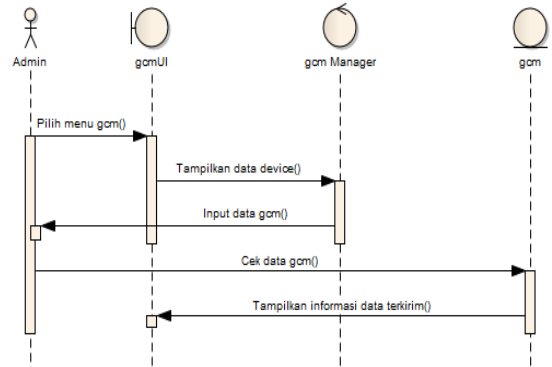 Admin
gcmUI
gcm Manager
gcm
Pilih menu gcm()
Tampilkan data device()
Input data gcm()
Cek data gcm()
Tampilkan informasi data terkirim()